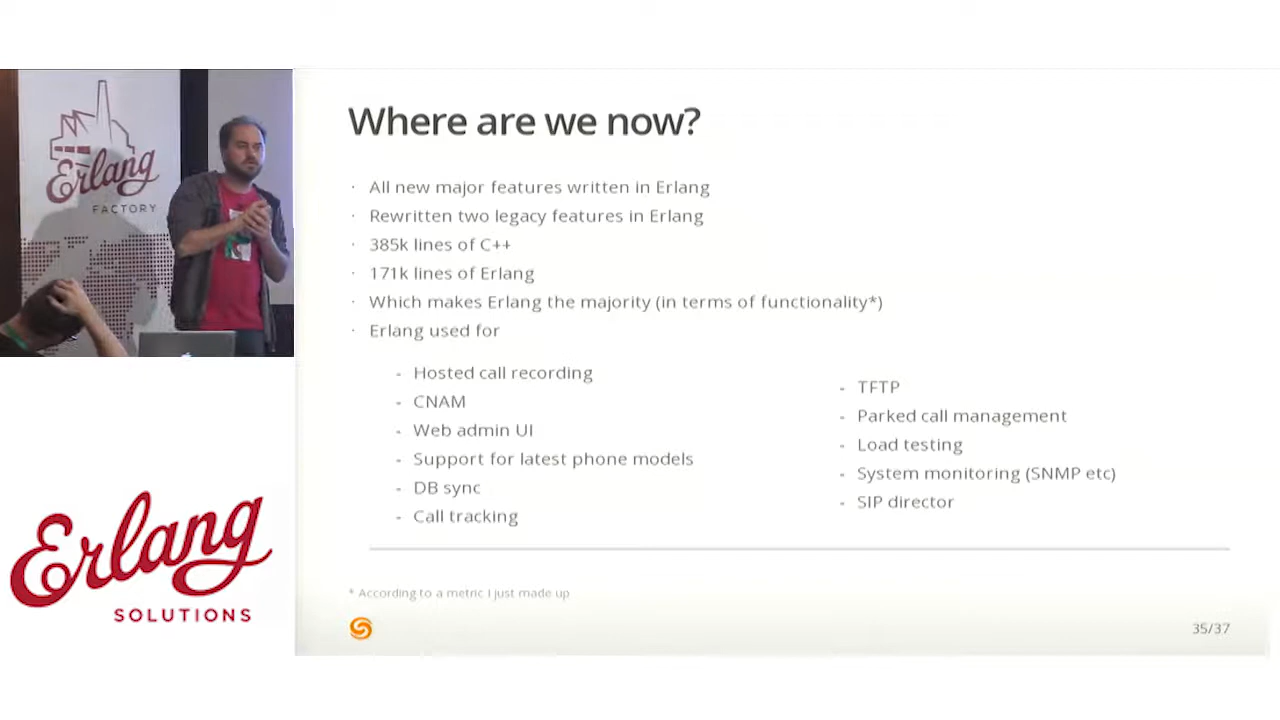 Erlang
FACTORY
Where are we now?
· All new major features written in Erlang
· Rewritten two legacy features in Erlang
· 385k lines of C++
· 171k lines of Erlang
· Which makes Erlang the majority (in terms of functionality*)
· Erlang used for
- Hosted call recording
- CNAM
- Web admin UI
- Support for latest phone models
- DB sync
- Call tracking
- TFTP
- Parked call management
- Load testing
- System monitoring (SNMP etc)
- SIP director
* According to a metric I just made up
35/37
Erlang
SOLUTIONS